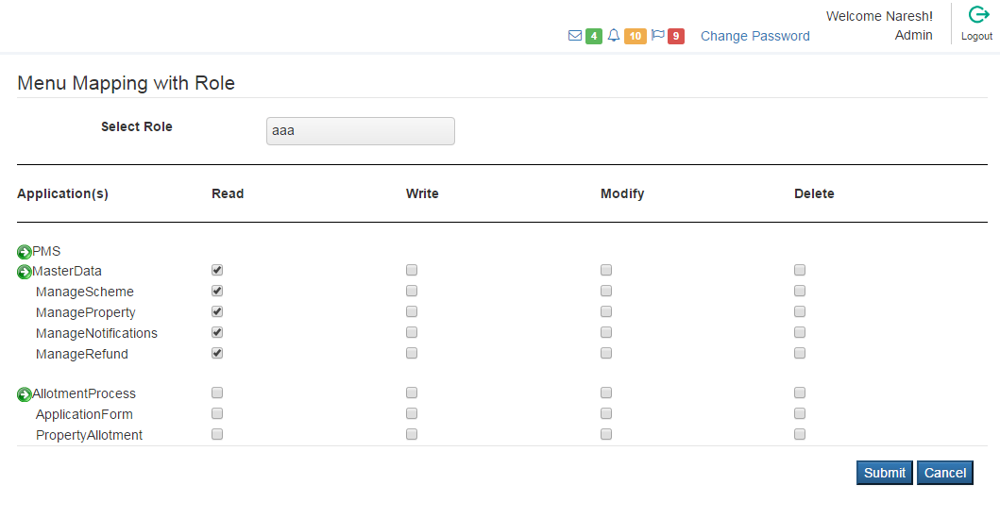 Welcome Naresh!
4 10 9 Change Password Admin Logout
Menu Mapping with Role
Select Role aaa
Application(s) Read Write Modify Delete
PMS
MasterData
ManageScheme
ManageProperty
ManageNotifications
ManageRefund
AllotmentProcess
ApplicationForm
PropertyAllotment
Submit Cancel